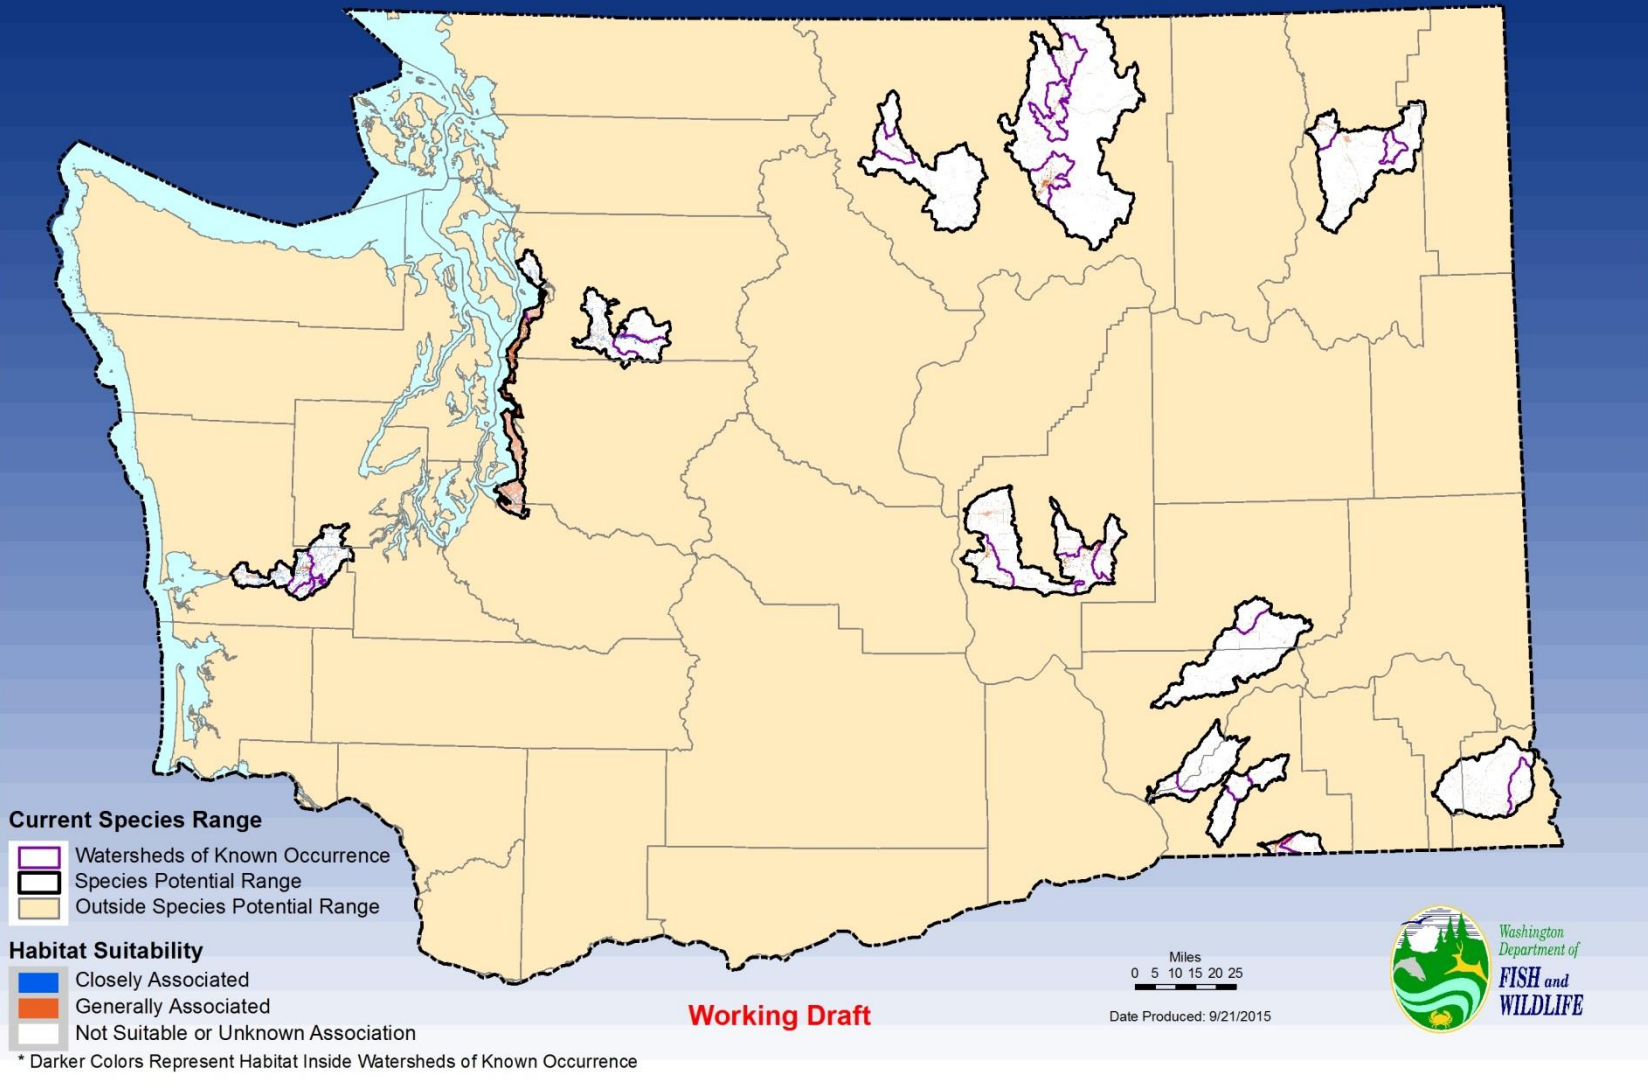 Current Species Range
Watersheds of Known Occurrence
Species Potential Range
Outside Species Potential Range
Habitat Suitability
Closely Associated
Generally Associated
Not Suitable or Unknown Association
* Darker Colors Represent Habitat Inside Watersheds of Known Occurrence
Working Draft
Miles
0 5 10 15 20 25
Date Produced: 9/21/2015
Washington
Department of
FISH and
WILDLIFE